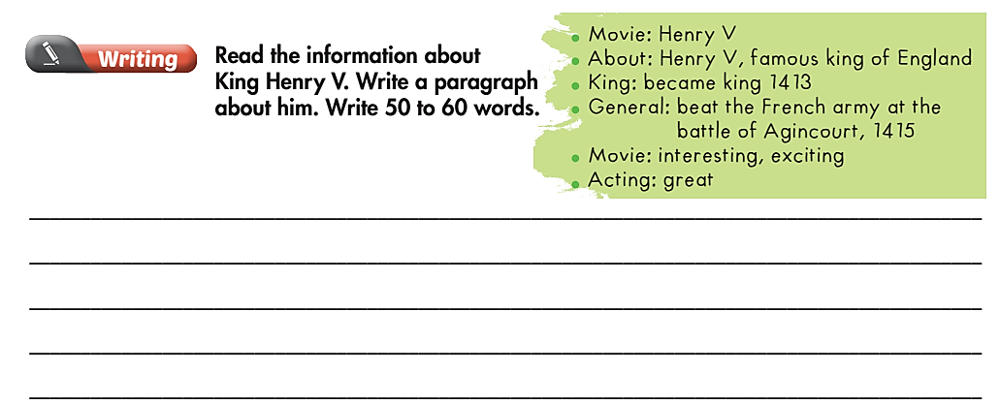 Writing
Read the information about
King Henry V. Write a paragraph
about him. Write 50 to 60 words.
Movie: Henry V
About: Henry V, famous king of England
King: became king 1413
General: beat the French army at the
battle of Agincourt, 1415
Movie: interesting, exciting
Acting: great